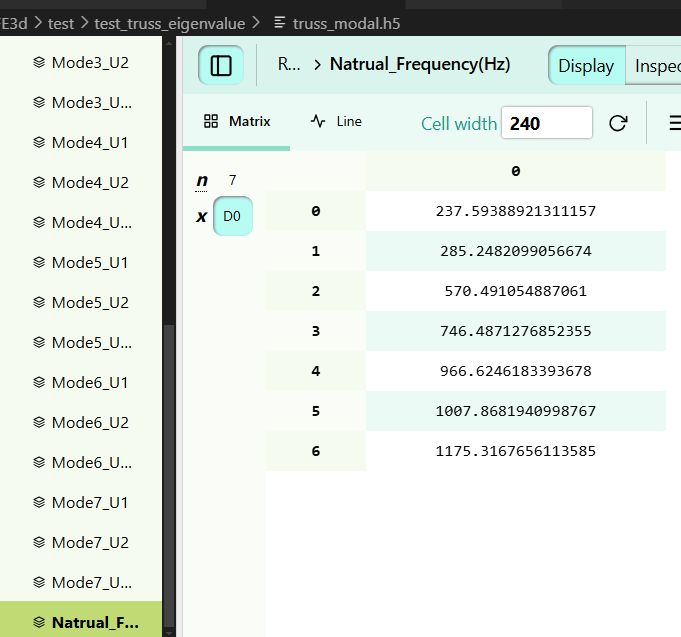 E3d > test > test_truss_eigenvalue > truss_modal.h5
Mode3_U2
Mode3_U...
Mode4_U1
Mode4_U2
Mode4_U...
Mode5_U1
Mode5_U2
Mode5_U...
Mode6_U1
Mode6_U2
Mode6_U...
Mode7_U1
Mode7_U2
Mode7_U...
Natrual_F...
R... > Natrual_Frequency(Hz)
Display
Inspec
Matrix
Line
Cell width 240
n 7
x D0
0
0 237.59388921311157
1 285.2482099056674
2 570.491054887061
3 746.4871276852355
4 966.6246183393678
5 1007.8681940998767
6 1175.3167656113585